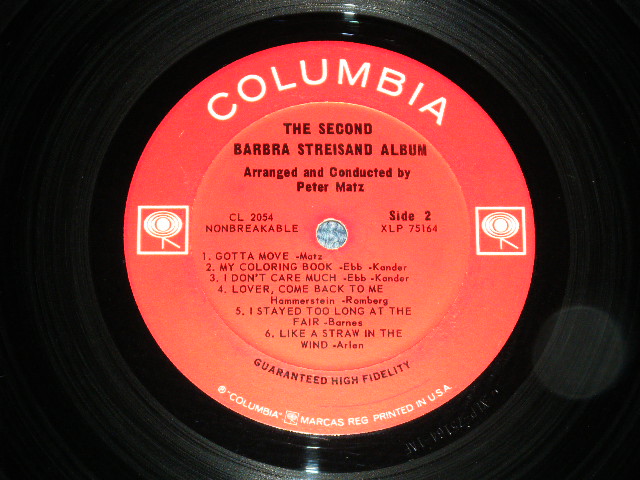 COLUMBIA
THE SECOND
BARBRA STREISAND ALBUM
Arranged and Conducted by
Peter Matz
CL 2054
NONBREAKABLE
Side 2
XLP 75164
1. GOTTA MOVE -Matz
2. MY COLORING BOOK -Ebb -Kander
3. I DON'T CARE MUCH -Ebb -Kander
4. LOVER, COME BACK TO ME
Hammerstein -Romberg
5. I STAYED TOO LONG AT THE
FAIR -Barnes
6. LIKE A STRAW IN THE
WIND -Arlen
GUARANTEED HIGH FIDELITY
® "COLUMBIA" MARCAS REG. PRINTED IN U.S.A.